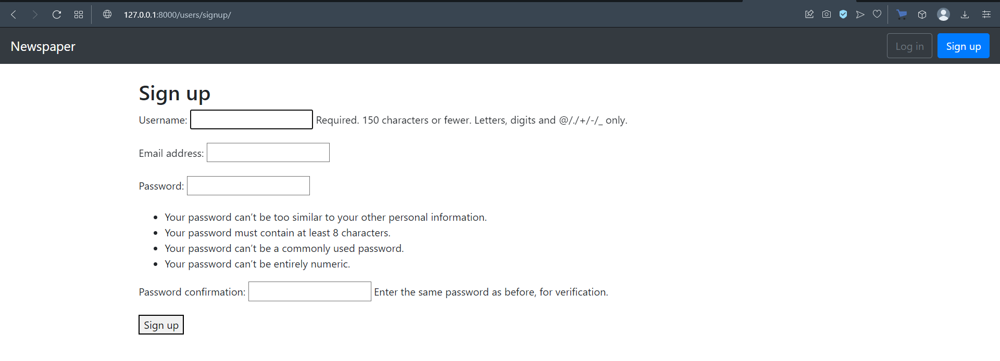 127.0.0.1:8000/users/signup/
Newspaper
Log in
Sign up
Sign up
Username:
Required. 150 characters or fewer. Letters, digits and @/./+/-/_ only.
Email address:
Password:
Your password can’t be too similar to your other personal information.
Your password must contain at least 8 characters.
Your password can’t be a commonly used password.
Your password can’t be entirely numeric.
Password confirmation:
Enter the same password as before, for verification.
Sign up